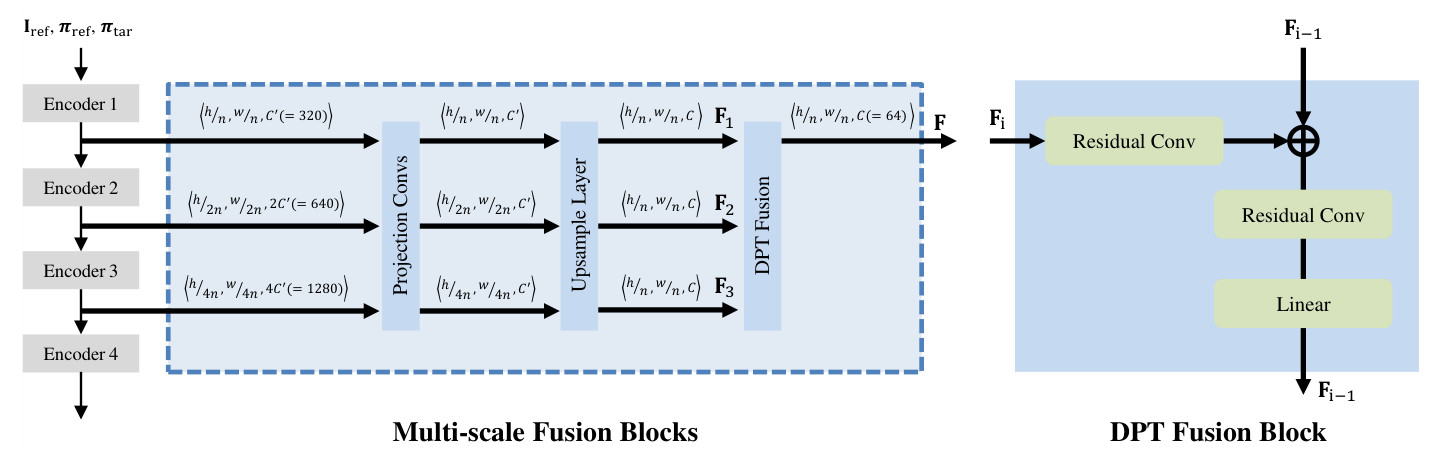 I_ref, π_ref, π_tar
Encoder 1
Encoder 2
Encoder 3
Encoder 4
⟨h/n, w/n, C′(= 320)⟩
⟨h/2n, w/2n, 2C′(= 640)⟩
⟨h/4n, w/4n, 4C′(= 1280)⟩
Projection Convs
⟨h/n, w/n, C′⟩
⟨h/2n, w/2n, C′⟩
⟨h/4n, w/4n, C′⟩
Upsample Layer
⟨h/n, w/n, C⟩ F₁
⟨h/n, w/n, C⟩ F₂
⟨h/n, w/n, C⟩ F₃
DPT Fusion
⟨h/n, w/n, C(= 64)⟩ F
Multi-scale Fusion Blocks
F_i−1
F_i
Residual Conv
Residual Conv
Linear
F_i−1
DPT Fusion Block